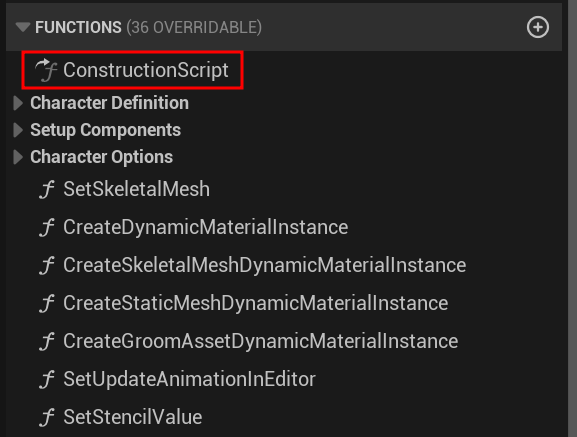 FUNCTIONS (36 OVERRIDABLE)
ConstructionScript
Character Definition
Setup Components
Character Options
SetSkeletalMesh
CreateDynamicMaterialInstance
CreateSkeletalMeshDynamicMaterialInstance
CreateStaticMeshDynamicMaterialInstance
CreateGroomAssetDynamicMaterialInstance
SetUpdateAnimationInEditor
SetStencilValue